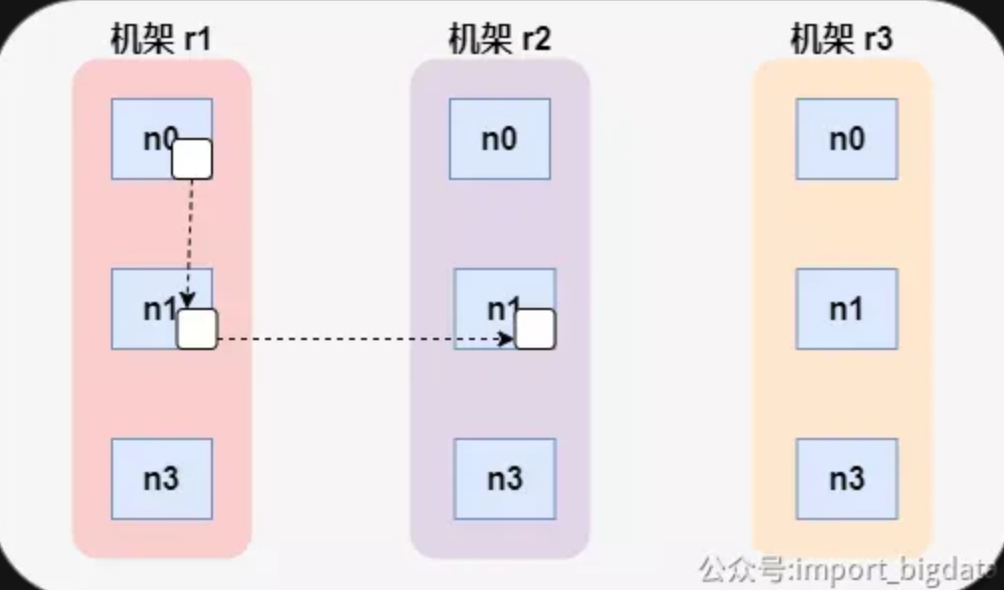 机架 r1 机架 r2 机架 r3
n0 n0 n0
n1 n1 n1
n3 n3 n3
公众号:import_bigdata